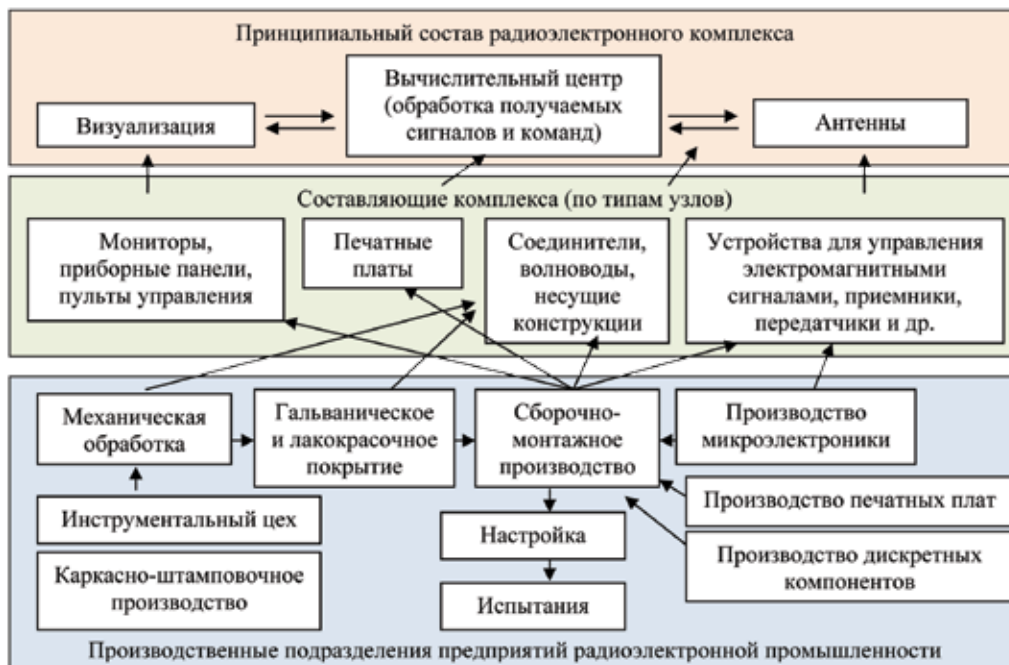 Принципиальный состав радиоэлектронного комплекса
Вычислительный центр
(обработка получаемых
сигналов и команд)
Визуализация
Антенны
Составляющие комплекса (по типам узлов)
Мониторы,
приборные панели,
пульты управления
Печатные
платы
Соединители,
волноводы,
несущие
конструкции
Устройства для управления
электромагнитными
сигналами, приемники,
передатчики и др.
Механическая
обработка
Гальваническое
и лакокрасочное
покрытие
Сборочно-
монтажное
производство
Производство
микроэлектроники
Инструментальный цех
Каркасно-штамповочное
производство
Настройка
Испытания
Производство печатных плат
Производство дискретных
компонентов
Производственные подразделения предприятий радиоэлектронной промышленности